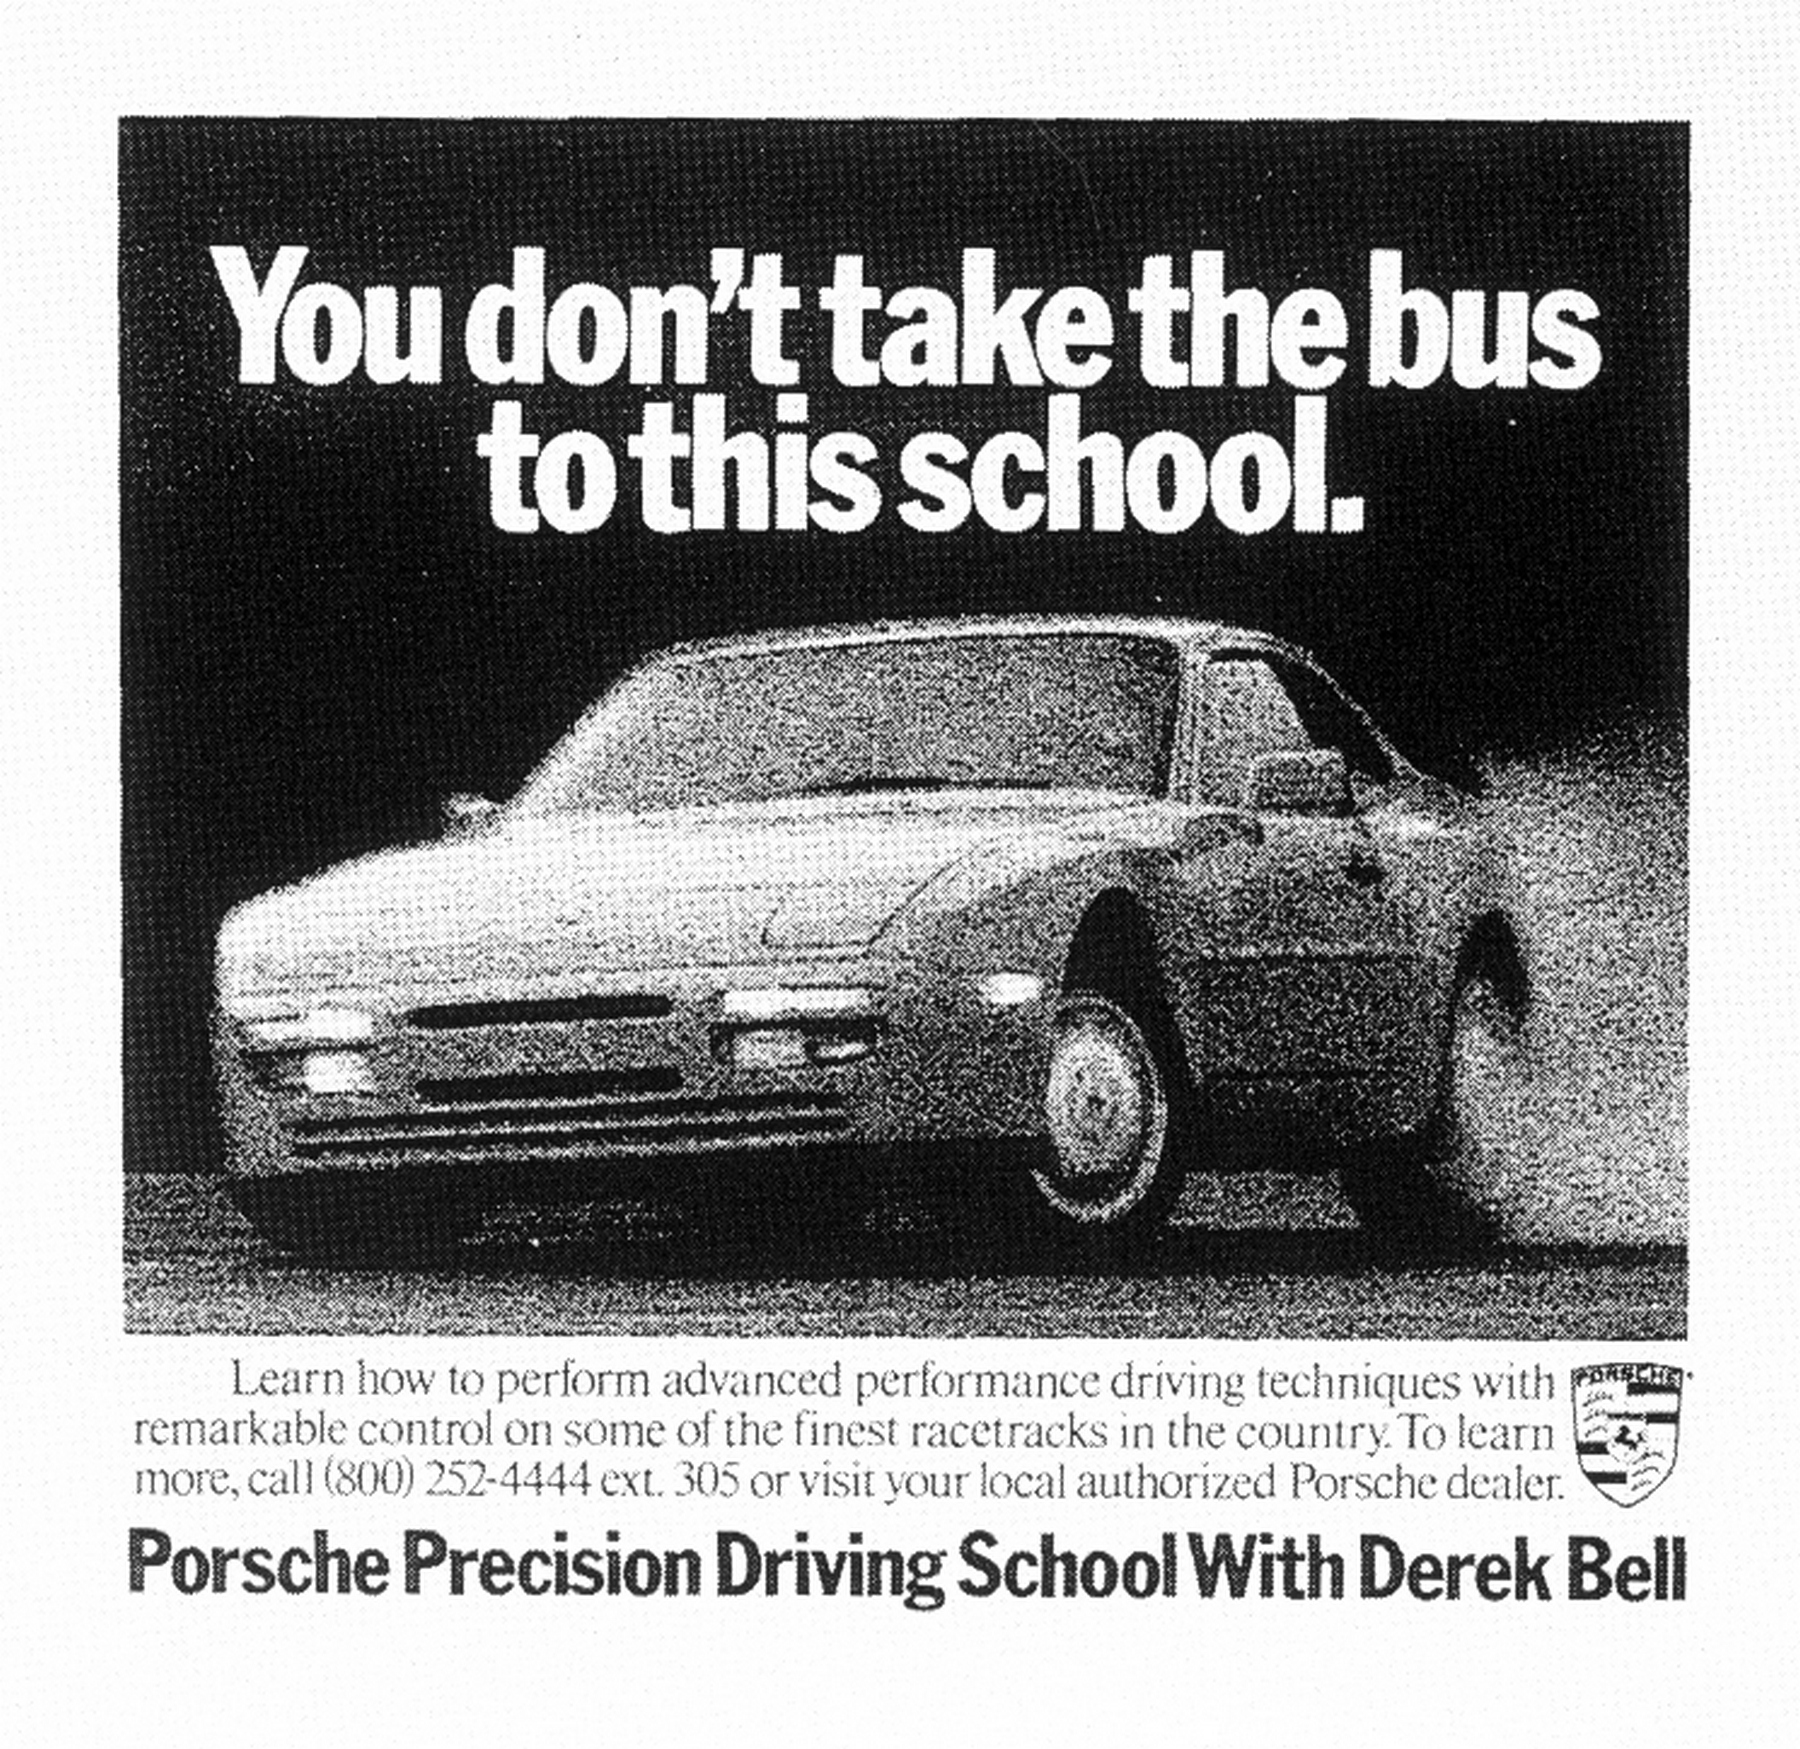 You don't take the bus
to this school.
Learn how to perform advanced performance driving techniques with
remarkable control on some of the finest racetracks in the country. To learn
more, call (800) 252-4444 ext. 305 or visit your local authorized Porsche dealer.
PORSCHE
Porsche Precision Driving School With Derek Bell